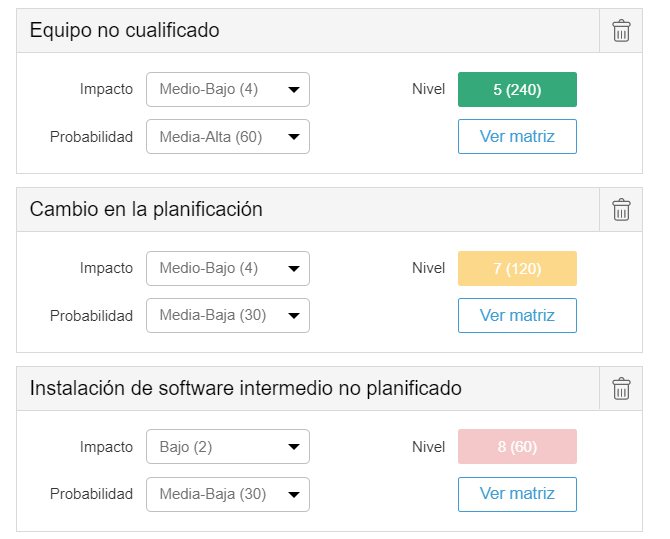 Equipo no cualificado
Impacto Medio-Bajo (4) Nivel 5 (240)
Probabilidad Media-Alta (60) Ver matriz
Cambio en la planificación
Impacto Medio-Bajo (4) Nivel 7 (120)
Probabilidad Media-Baja (30) Ver matriz
Instalación de software intermedio no planificado
Impacto Bajo (2) Nivel 8 (60)
Probabilidad Media-Baja (30) Ver matriz